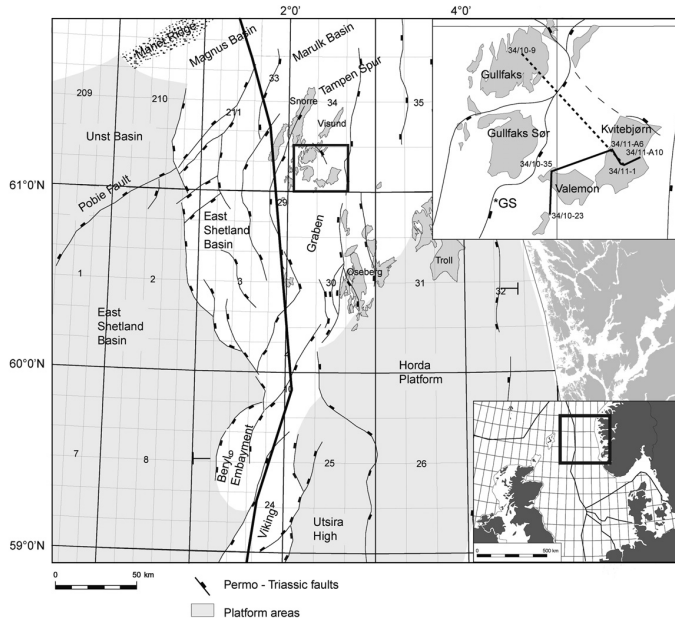 2°0'
4°0'
Manet Ridge
Magnus Basin
Marulk Basin
Tampen Spur
209
210
211
33
34
35
Snorre
Visund
Unst Basin
61°0'N
Pobie Fault
29
East
Shetland
Basin
Graben
1
2
3
30
31
32
Oseberg
Troll
East
Shetland
Basin
60°0'N
Horda
Platform
10
7
8
9
Beryl
Embayment
25
26
24
Viking
Utsira
High
59°0'N
34/10-9
Gullfaks
Gullfaks Sør
Kvitebjørn
34/11-A6
34/11-A10
34/10-35
34/11-1
Valemon
*GS
34/10-23
0
500 km
0
50 km
Permo - Triassic faults
Platform areas